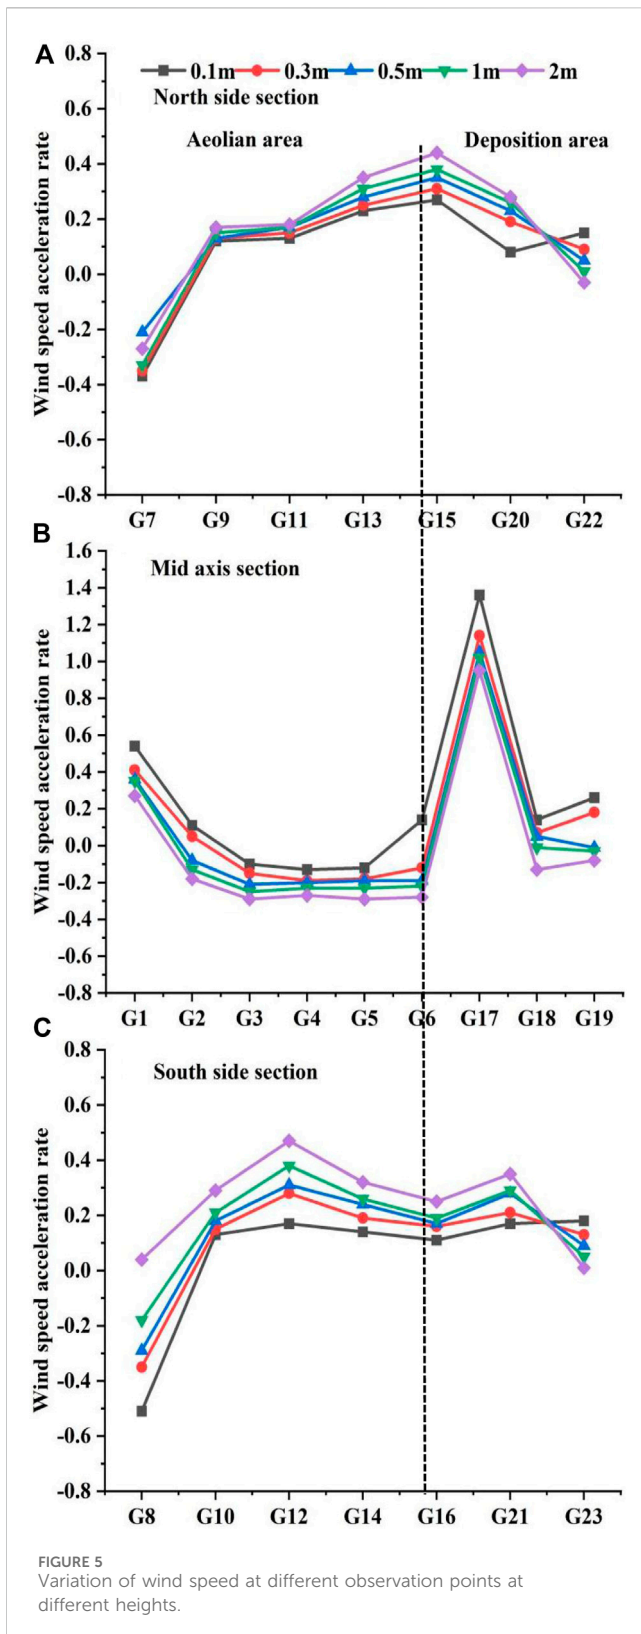 A
0.1m 0.3m 0.5m 1m 2m
North side section
Aeolian area Deposition area
Wind speed acceleration rate
0.8
0.6
0.4
0.2
0.0
-0.2
-0.4
-0.6
-0.8
G7 G9 G11 G13 G15 G20 G22
B
Mid axis section
Wind speed acceleration rate
1.6
1.4
1.2
1.0
0.8
0.6
0.4
0.2
0.0
-0.2
-0.4
-0.6
-0.8
G1 G2 G3 G4 G5 G6 G17 G18 G19
C
South side section
Wind speed acceleration rate
0.8
0.6
0.4
0.2
0.0
-0.2
-0.4
-0.6
-0.8
G8 G10 G12 G14 G16 G21 G23
FIGURE 5
Variation of wind speed at different observation points at
different heights.